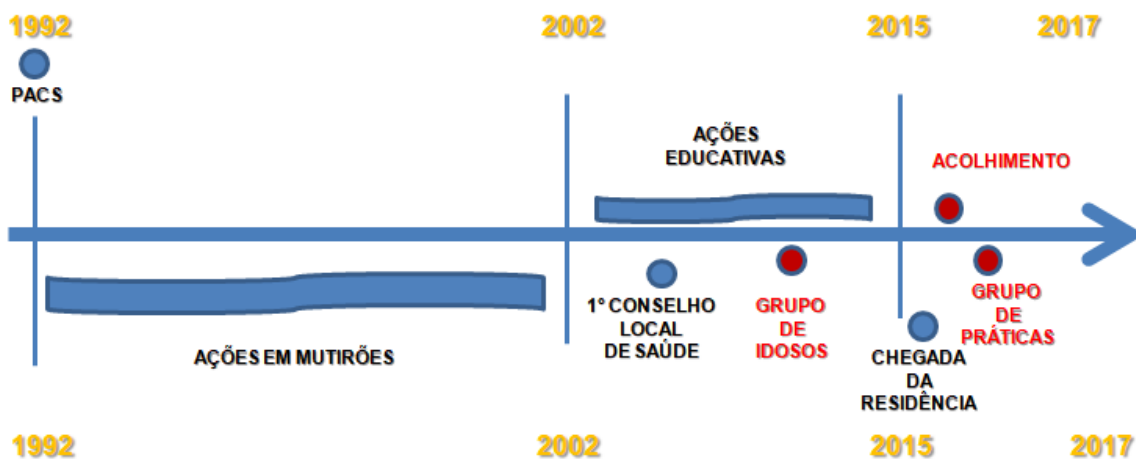 1992
2002
2015
2017
PACS
AÇÕES
EDUCATIVAS
ACOLHIMENTO
AÇÕES EM MUTIRÕES
1º CONSELHO
LOCAL
DE SAÚDE
GRUPO
DE
IDOSOS
GRUPO
DE
PRÁTICAS
CHEGADA
DA
RESIDÊNCIA
1992
2002
2015
2017